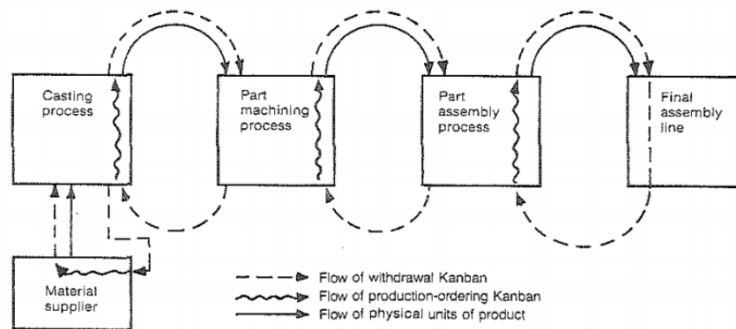 Casting
process
Part
machining
process
Part
assembly
process
Final
assembly
line
Material
supplier
Flow of withdrawal Kanban
Flow of production-ordering Kanban
Flow of physical units of product